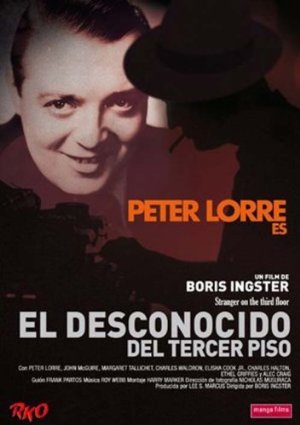 PETER LORRE
ES
UN FILM DE
BORIS INGSTER
Stranger on the third floor
EL DESCONOCIDO
DEL TERCER PISO
Con PETER LORRE, JOHN McGUIRE, MARGARET TALLICHET, CHARLES WALDRON, ELISHA COOK JR., CHARLES HALTON,
ETHEL GRIFFIES y ALEC CRAIG
Guión FRANK PARTOS Música ROY WEBB Montaje HARRY MARKER Dirección de fotografía NICHOLAS MUSURACA
Producida por LEE S. MARCUS Dirigida por BORIS INGSTER
RKO
manga films